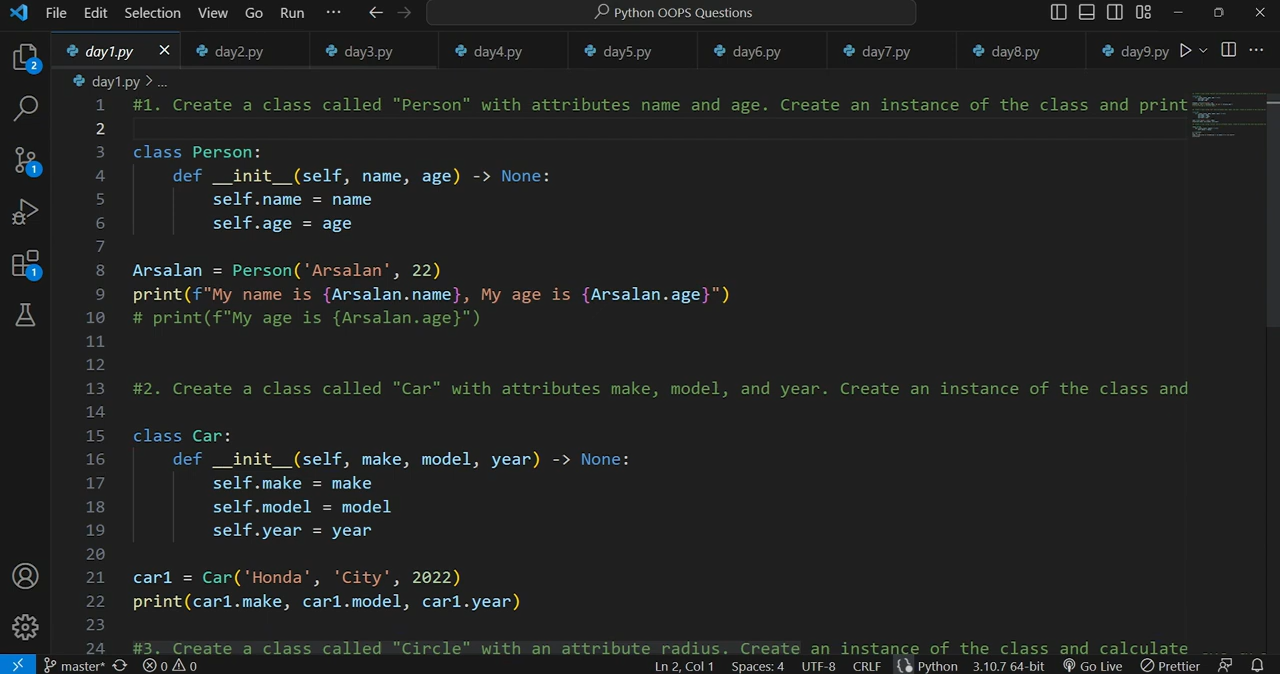 File Edit Selection View Go Run ··· Python OOPS Questions
day1.py day2.py day3.py day4.py day5.py day6.py day7.py day8.py day9.py
day1.py > ...
1 #1. Create a class called "Person" with attributes name and age. Create an instance of the class and print
2
3 class Person:
4 def __init__(self, name, age) -> None:
5 self.name = name
6 self.age = age
7
8 Arsalan = Person('Arsalan', 22)
9 print(f"My name is {Arsalan.name}, My age is {Arsalan.age}")
10 # print(f"My age is {Arsalan.age}")
11
12
13 #2. Create a class called "Car" with attributes make, model, and year. Create an instance of the class and
14
15 class Car:
16 def __init__(self, make, model, year) -> None:
17 self.make = make
18 self.model = model
19 self.year = year
20
21 car1 = Car('Honda', 'City', 2022)
22 print(car1.make, car1.model, car1.year)
23
24 #3. Create a class called "Circle" with an attribute radius. Create an instance of the class and calculate
2
1
1
master* 0 0 Ln 2, Col 1 Spaces: 4 UTF-8 CRLF Python 3.10.7 64-bit Go Live Prettier